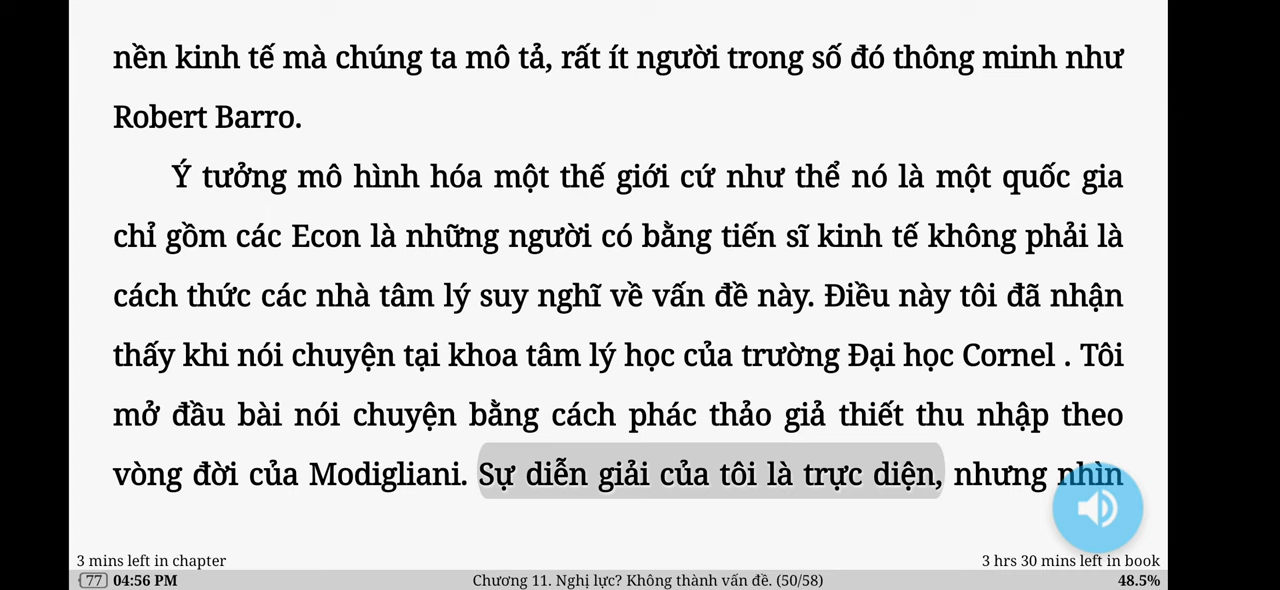 nền kinh tế mà chúng ta mô tả, rất ít người trong số đó thông minh như
Robert Barro.
Ý tưởng mô hình hóa một thế giới cứ như thể nó là một quốc gia
chỉ gồm các Econ là những người có bằng tiến sĩ kinh tế không phải là
cách thức các nhà tâm lý suy nghĩ về vấn đề này. Điều này tôi đã nhận
thấy khi nói chuyện tại khoa tâm lý học của trường Đại học Cornel . Tôi
mở đầu bài nói chuyện bằng cách phác thảo giả thiết thu nhập theo
vòng đời của Modigliani. Sự diễn giải của tôi là trực diện, nhưng nhìn
3 mins left in chapter 3 hrs 30 mins left in book
77 04:56 PM Chương 11. Nghị lực? Không thành vấn đề. (50/58) 48.5%